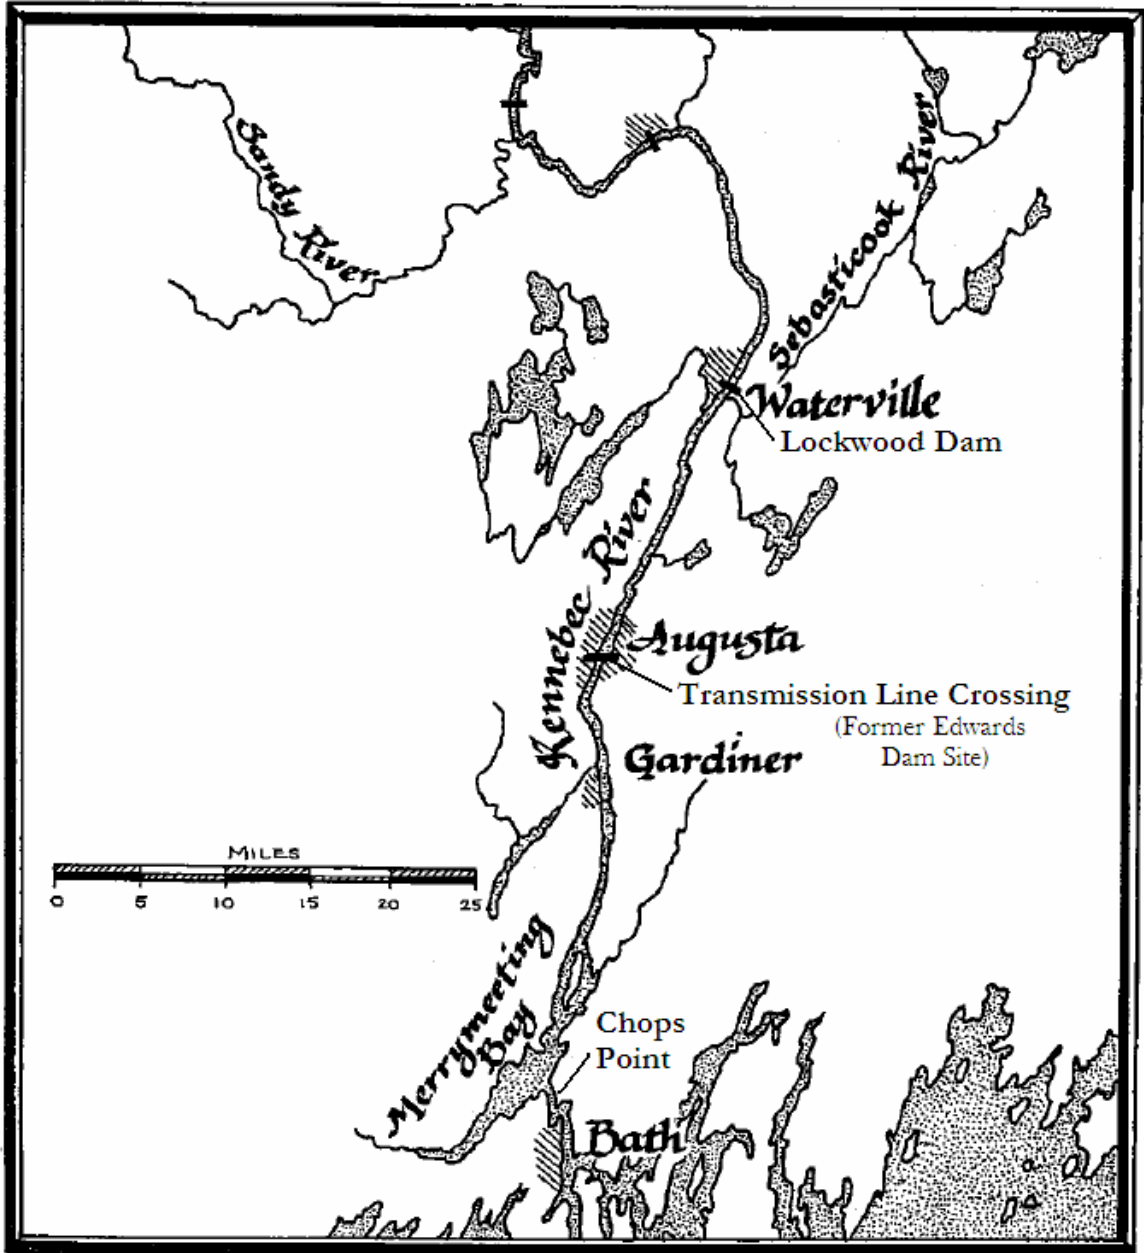 Sandy River
Sebasticook River
Waterville
Lockwood Dam
Kennebec River
Augusta
Transmission Line Crossing
(Former Edwards
Dam Site)
Gardiner
MILES
0 5 10 15 20 25
Merrymeeting
Bay
Chops
Point
Bath